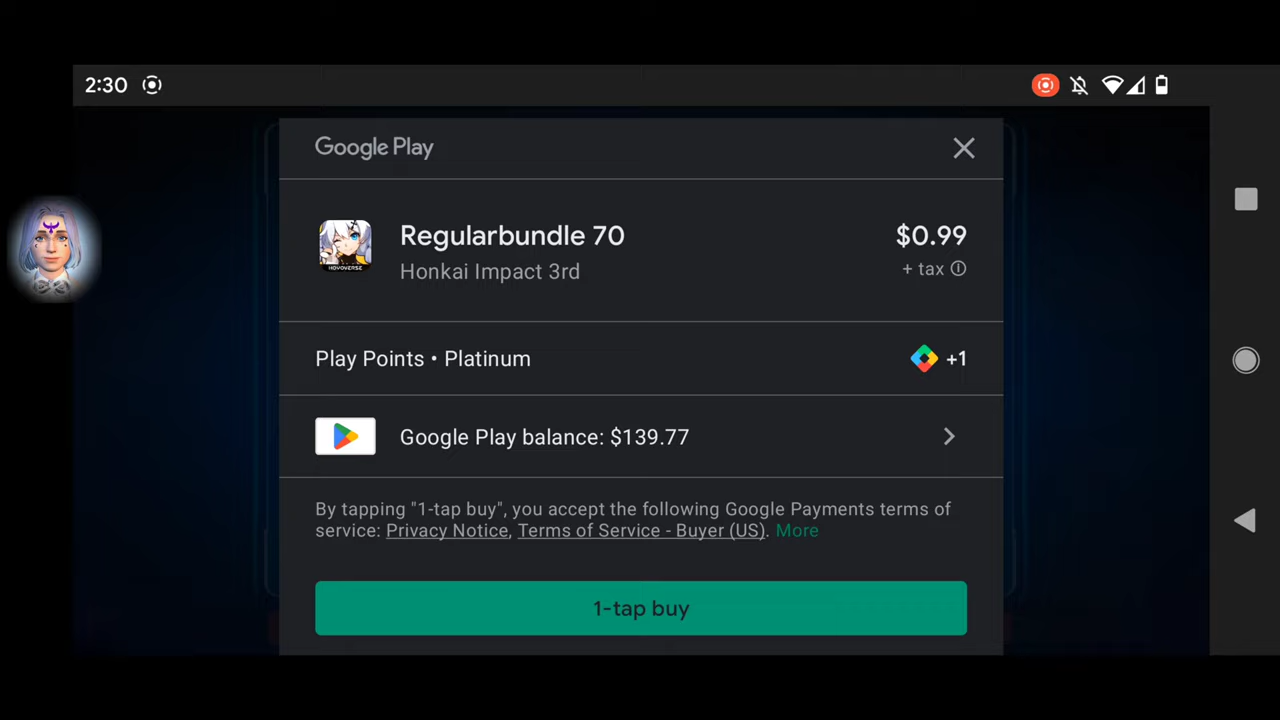 2:30
Google Play
Regularbundle 70
$0.99
Honkai Impact 3rd
+ tax
Play Points • Platinum
+1
Google Play balance: $139.77
By tapping "1-tap buy", you accept the following Google Payments terms of
service: Privacy Notice, Terms of Service - Buyer (US). More
1-tap buy
HOYOVERSE